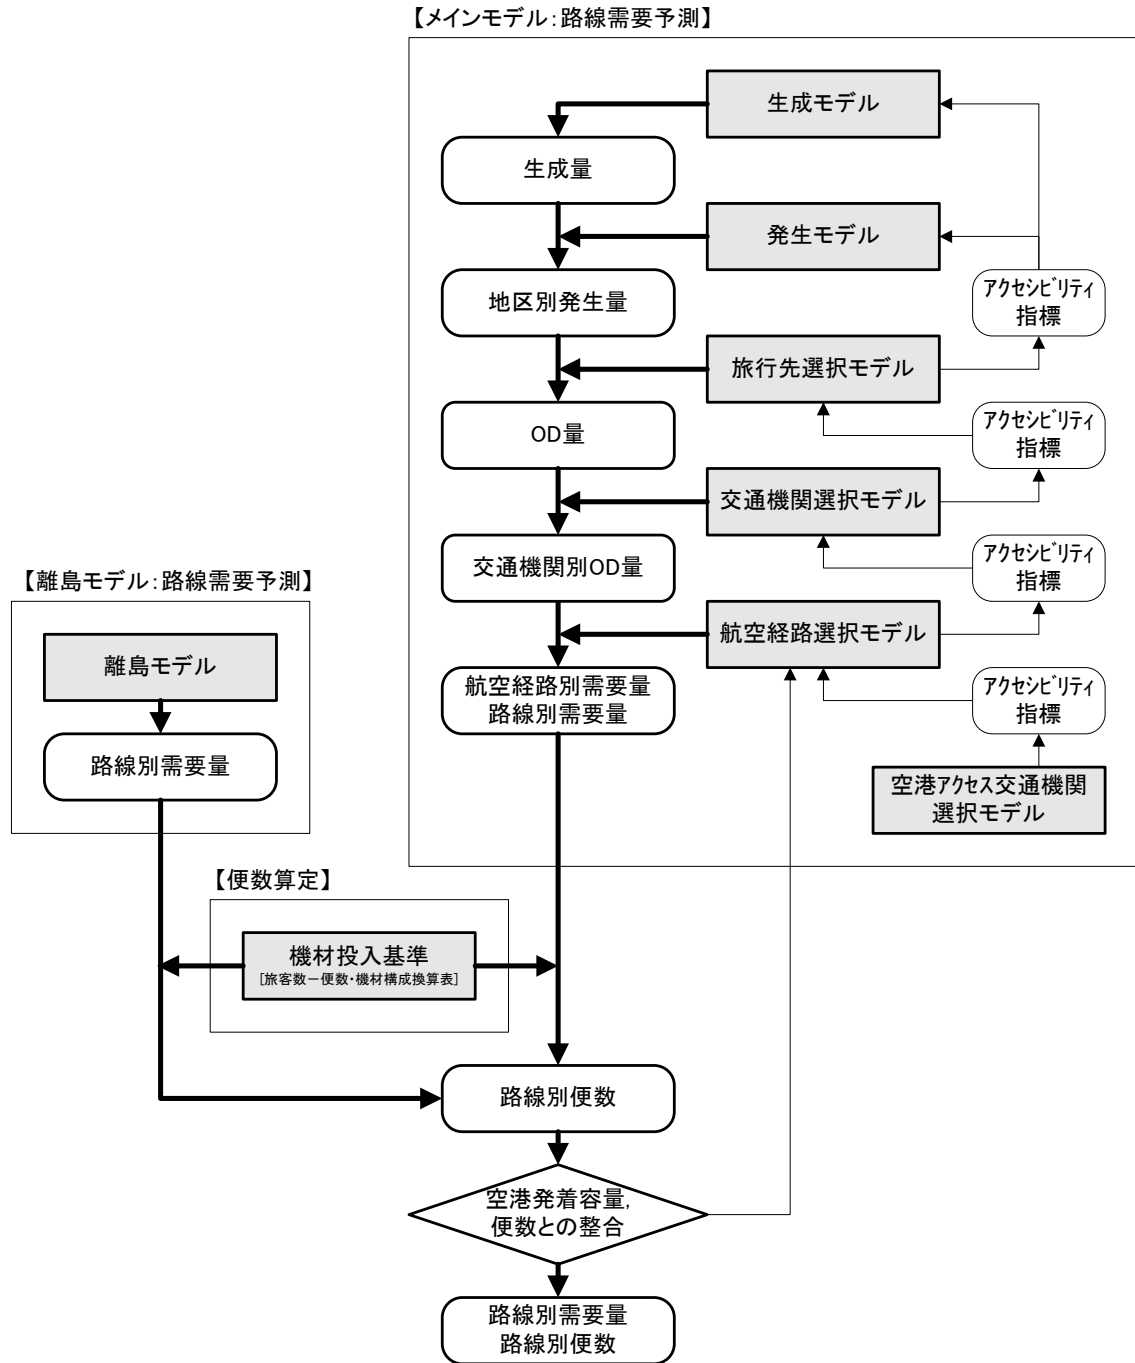 【メインモデル：路線需要予測】
生成モデル
生成量
発生モデル
地区別発生量
アクセシビリティ
指標
旅行先選択モデル
OD量
アクセシビリティ
指標
交通機関選択モデル
交通機関別OD量
アクセシビリティ
指標
航空経路選択モデル
航空経路別需要量
路線別需要量
アクセシビリティ
指標
空港アクセス交通機関
選択モデル
【離島モデル：路線需要予測】
離島モデル
路線別需要量
【便数算定】
機材投入基準
[旅客数－便数・機材構成換算表]
路線別便数
空港発着容量，
便数との整合
路線別需要量
路線別便数